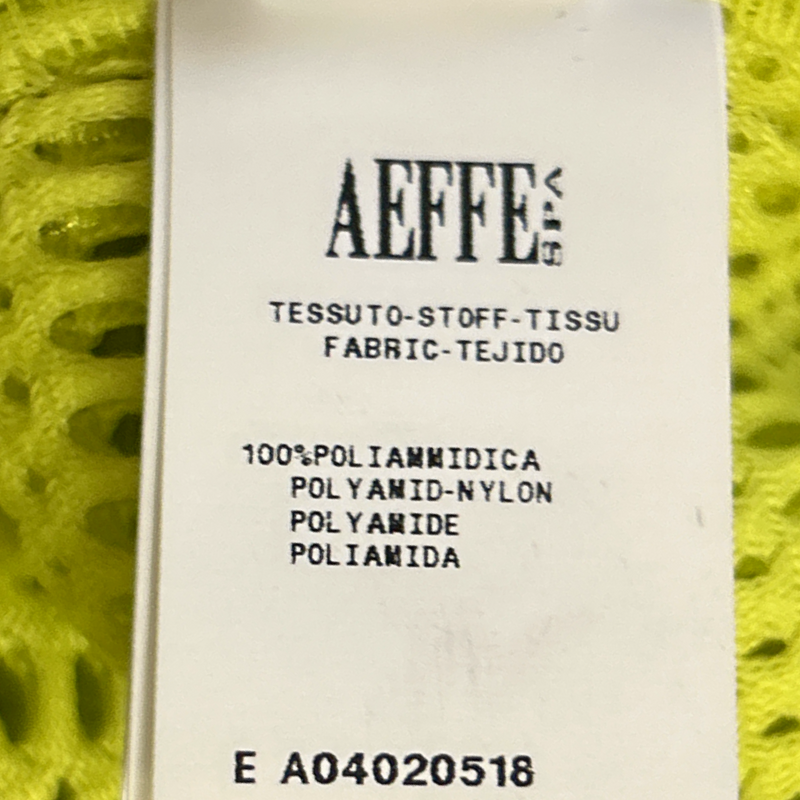 AEFFE SPA
TESSUTO-STOFF-TISSU
FABRIC-TEJIDO
100%POLIAMMIDICA
POLYAMID-NYLON
POLYAMIDE
POLIAMIDA
E A04020518